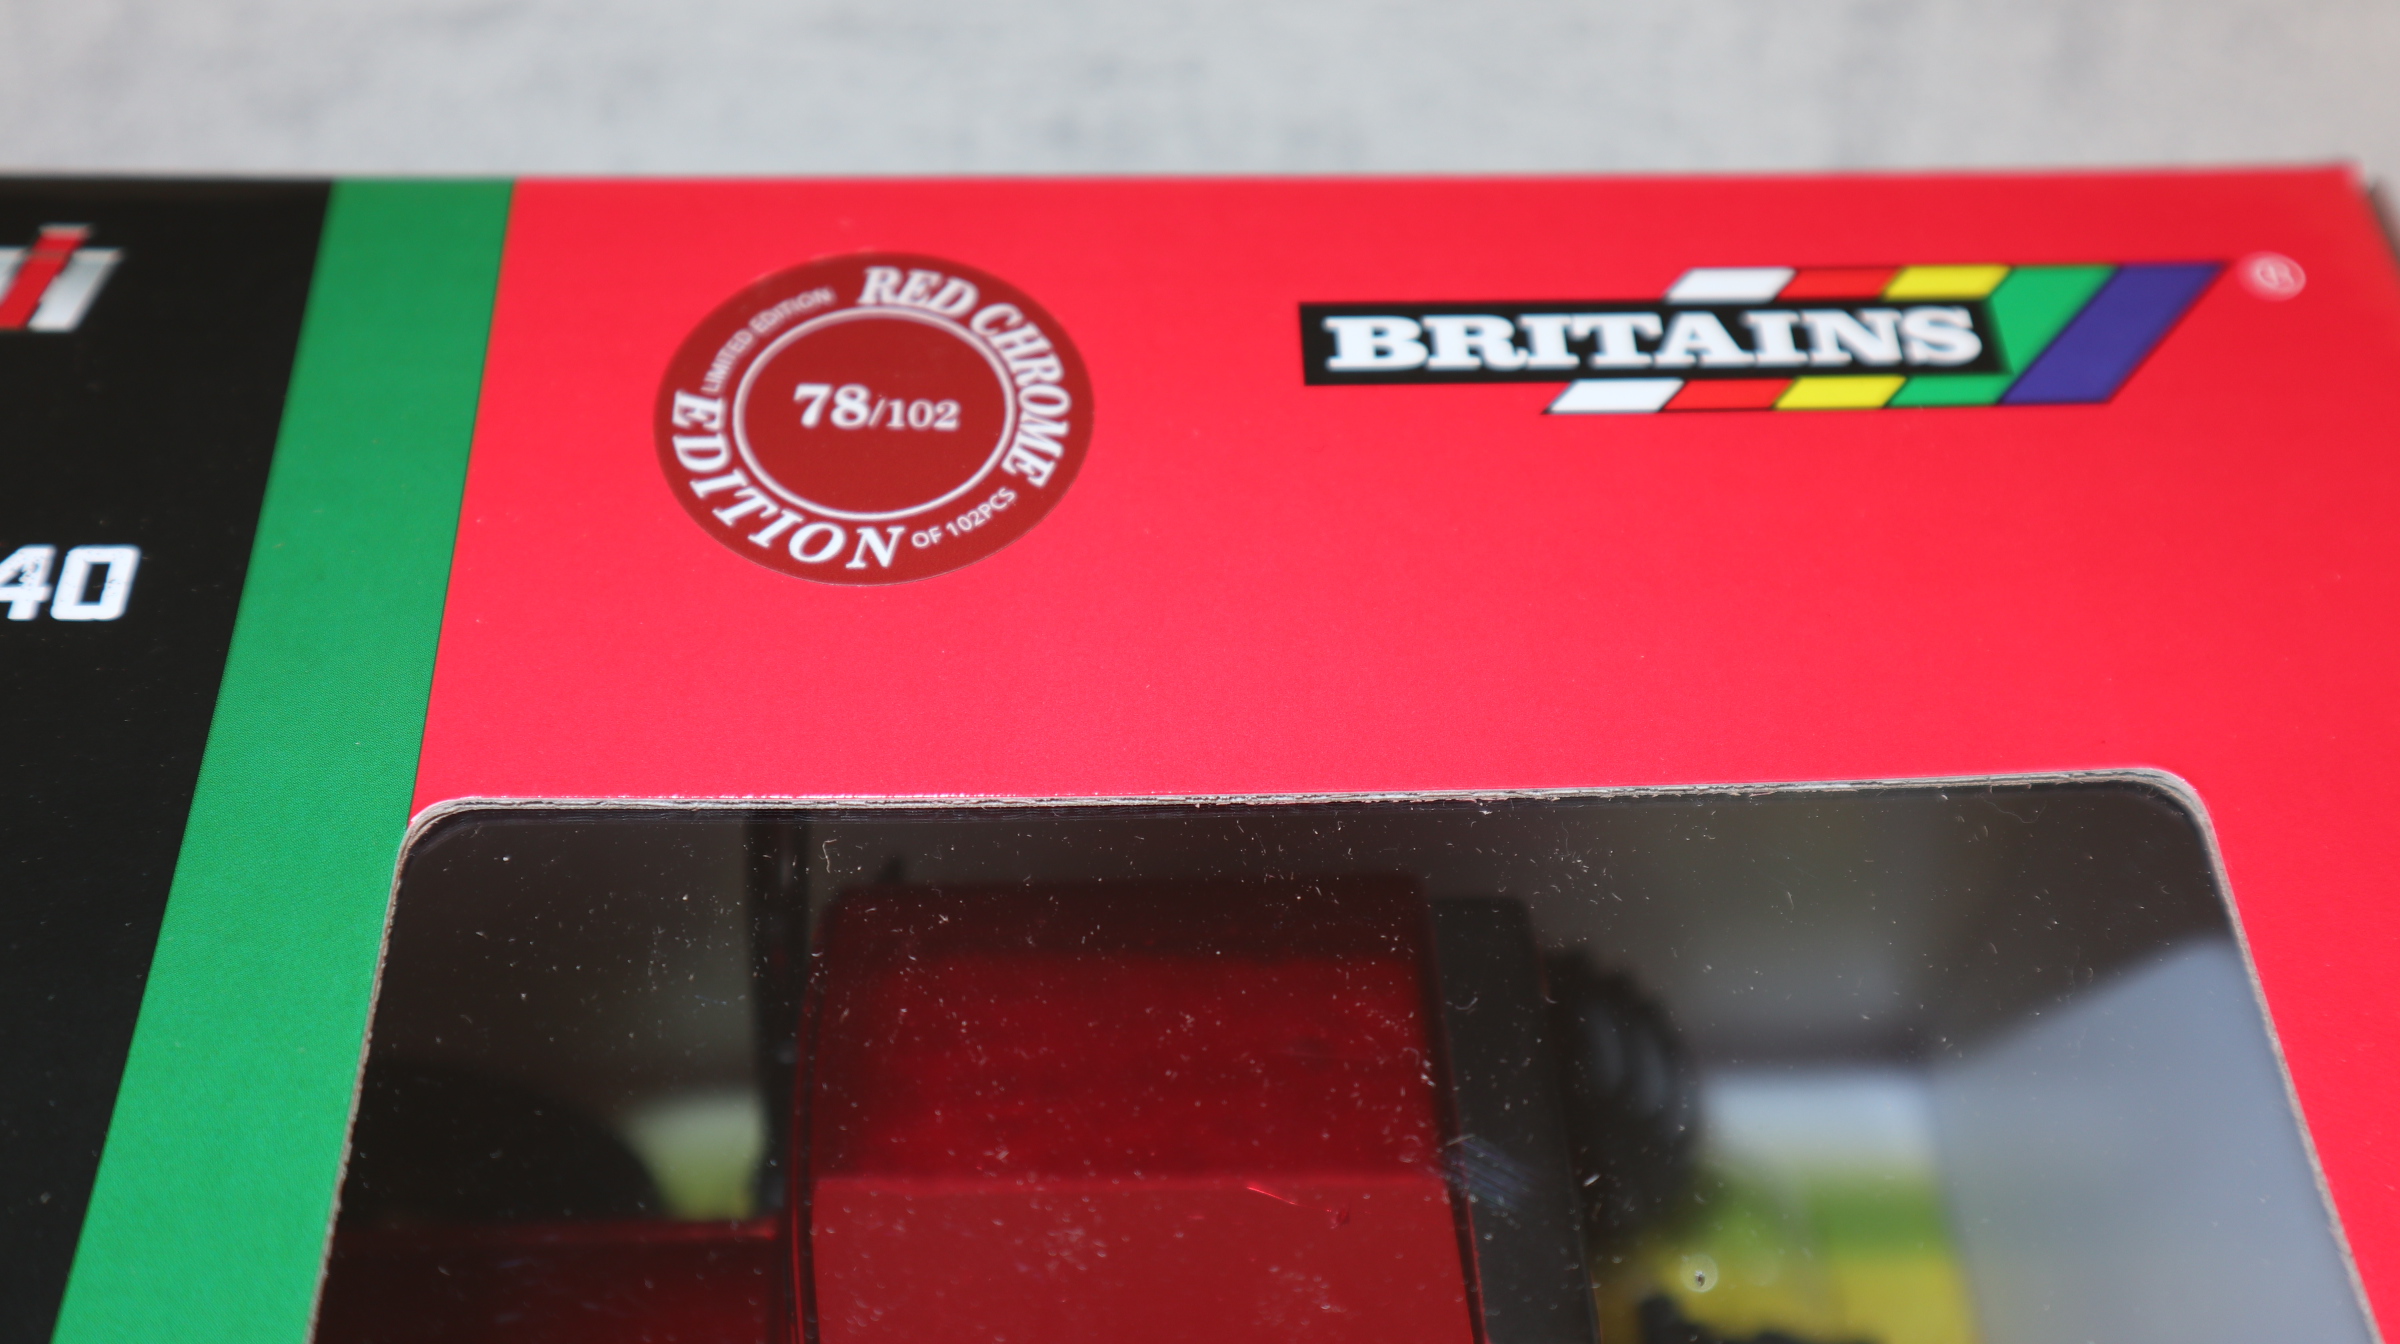 LIMITED EDITION
RED CHROME
EDITION
OF 102PCS
78/102
BRITAINS®
40